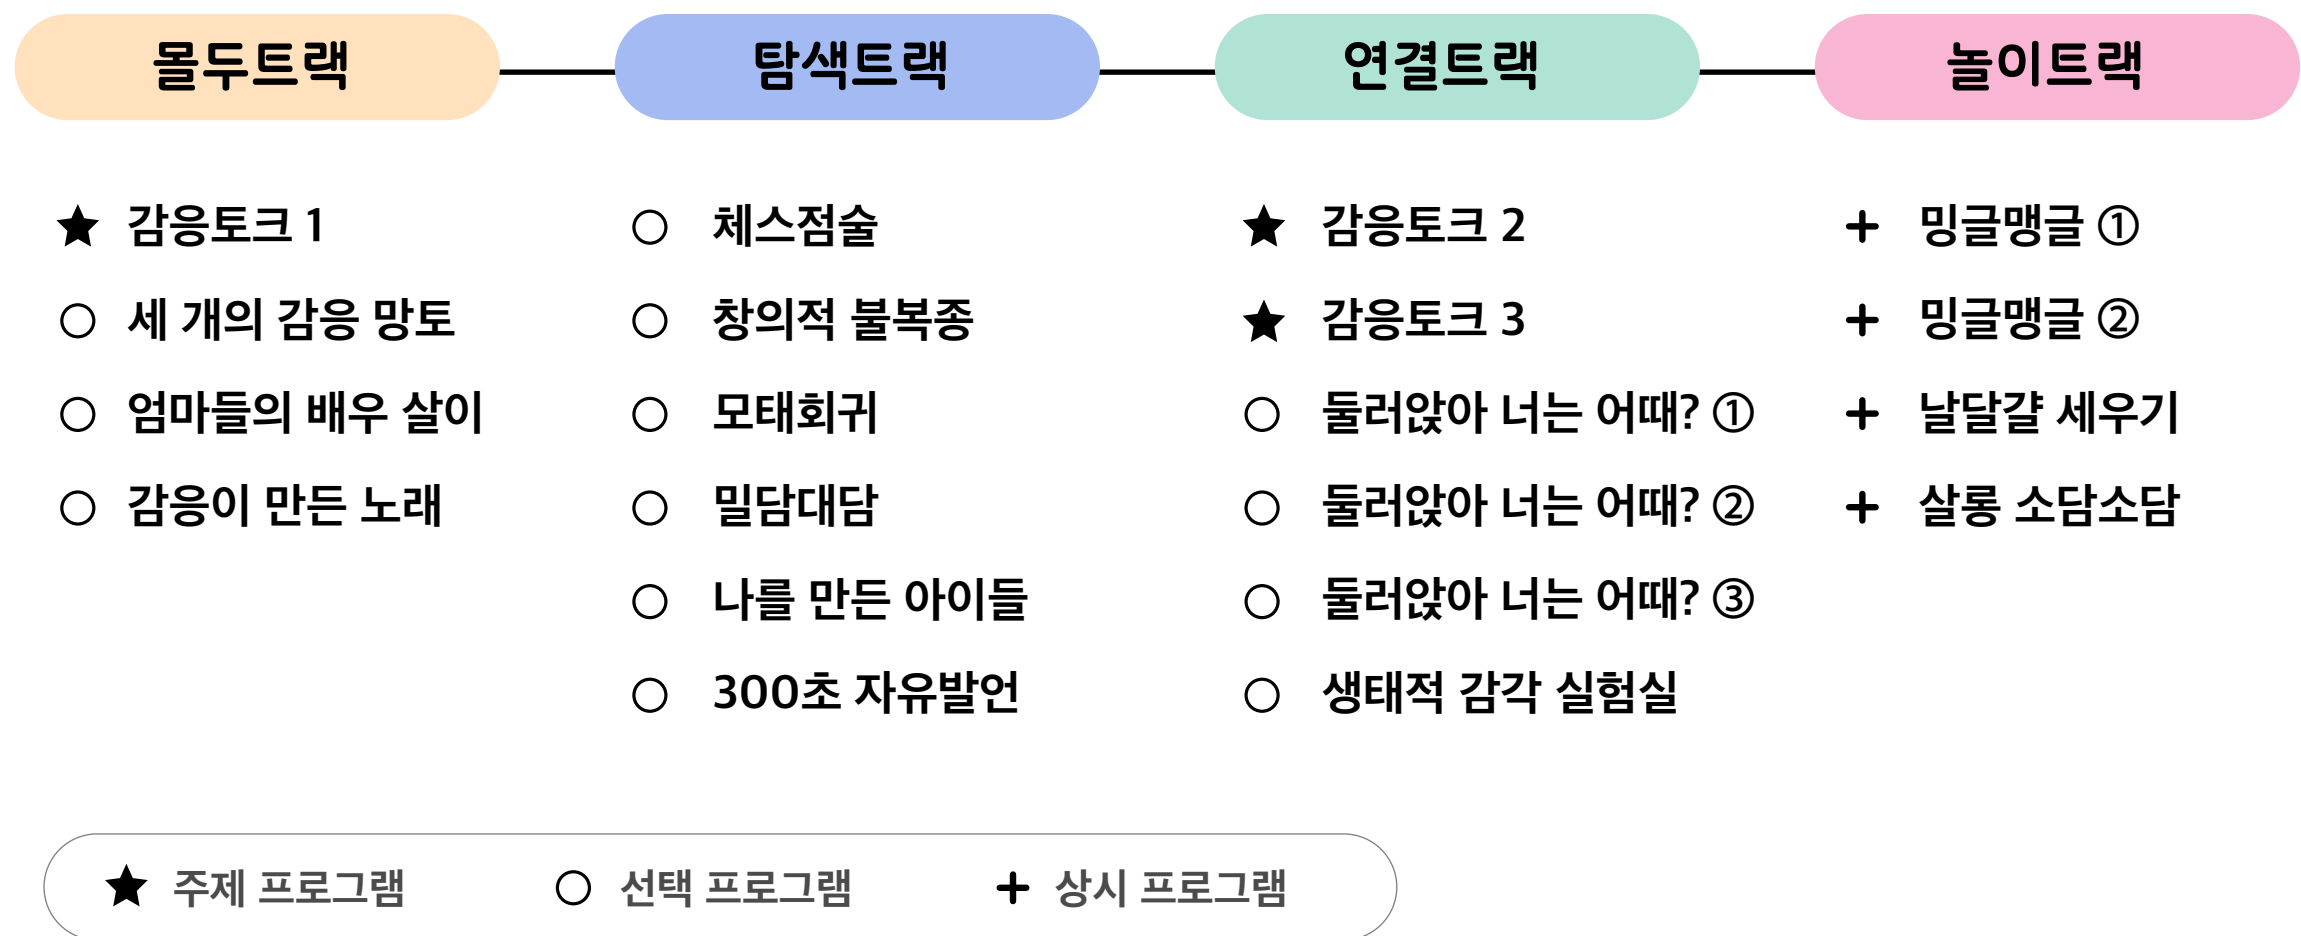 몰두트랙
★ 감응토크 1
○ 세 개의 감응 망토
○ 엄마들의 배우 살이
○ 감응이 만든 노래
탐색트랙
○ 체스점술
○ 창의적 불복종
○ 모태회귀
○ 밀담대담
○ 나를 만든 아이들
○ 300초 자유발언
연결트랙
★ 감응토크 2
★ 감응토크 3
○ 둘러앉아 너는 어때? ①
○ 둘러앉아 너는 어때? ②
○ 둘러앉아 너는 어때? ③
○ 생태적 감각 실험실
놀이트랙
+ 밍글맹글 ①
+ 밍글맹글 ②
+ 날달걀 세우기
+ 살롱 소담소담
★ 주제 프로그램 ○ 선택 프로그램 + 상시 프로그램